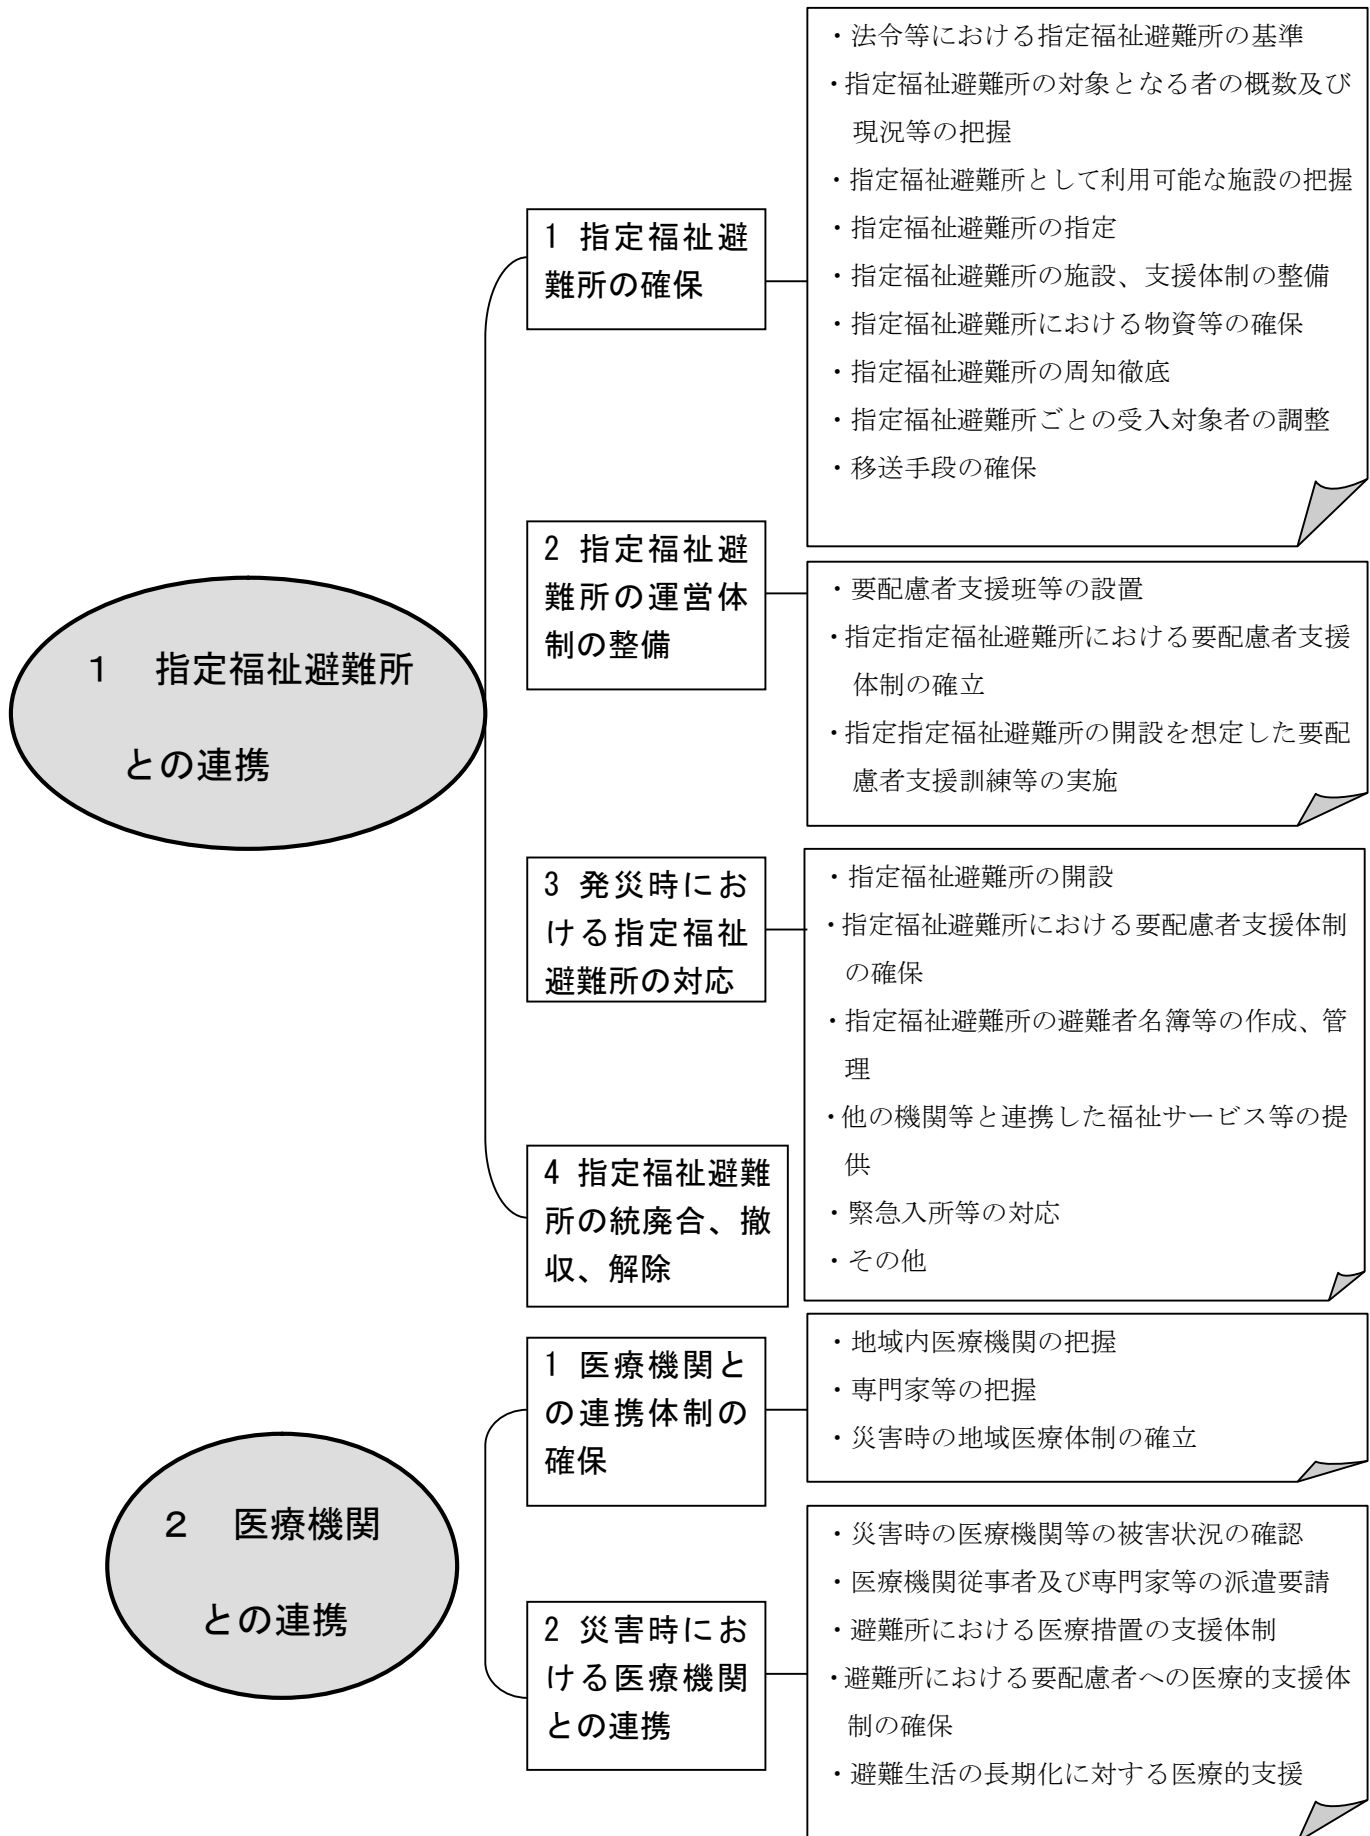 1　指定福祉避難所
との連携
1 指定福祉避
難所の確保
・法令等における指定福祉避難所の基準
・指定福祉避難所の対象となる者の概数及び
現況等の把握
・指定福祉避難所として利用可能な施設の把握
・指定福祉避難所の指定
・指定福祉避難所の施設、支援体制の整備
・指定福祉避難所における物資等の確保
・指定福祉避難所の周知徹底
・指定福祉避難所ごとの受入対象者の調整
・移送手段の確保
2 指定福祉避
難所の運営体
制の整備
・要配慮者支援班等の設置
・指定指定福祉避難所における要配慮者支援
体制の確立
・指定指定福祉避難所の開設を想定した要配
慮者支援訓練等の実施
3 発災時にお
ける指定福祉
避難所の対応
・指定福祉避難所の開設
・指定福祉避難所における要配慮者支援体制
の確保
・指定福祉避難所の避難者名簿等の作成、管
理
・他の機関等と連携した福祉サービス等の提
供
・緊急入所等の対応
・その他
4 指定福祉避難
所の統廃合、撤
収、解除
2　医療機関
との連携
1 医療機関と
の連携体制の
確保
・地域内医療機関の把握
・専門家等の把握
・災害時の地域医療体制の確立
2 災害時にお
ける医療機関
との連携
・災害時の医療機関等の被害状況の確認
・医療機関従事者及び専門家等の派遣要請
・避難所における医療措置の支援体制
・避難所における要配慮者への医療的支援体
制の確保
・避難生活の長期化に対する医療的支援